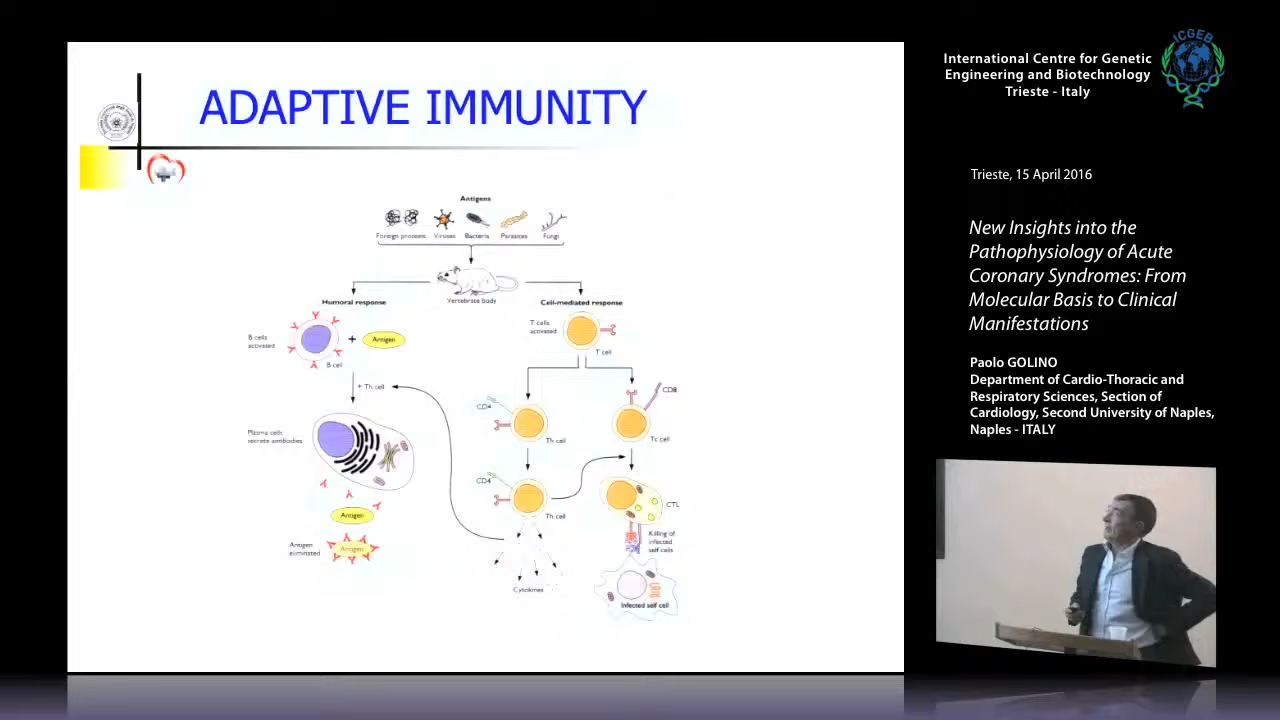 ADAPTIVE IMMUNITY
Antigens
Foreign proteins Viruses Bacteria Parasites Fungi
Vertebrate body
Humoral response
Cell-mediated response
B cells
activated
Antigen
B cell
+
T cells
activated
T cell
+ Th cell
CD4
CD8
Th cell
Tc cell
Plasma cells
secrete antibodies
CD4
Th cell
CTL
Antigen
Antigen
eliminated
Antigen
Killing of
infected
self cells
Cytokines
Infected self cell
International Centre for Genetic
Engineering and Biotechnology
Trieste - Italy
ICGEB
Trieste, 15 April 2016
New Insights into the
Pathophysiology of Acute
Coronary Syndromes: From
Molecular Basis to Clinical
Manifestations
Paolo GOLINO
Department of Cardio-Thoracic and
Respiratory Sciences, Section of
Cardiology, Second University of Naples,
Naples - ITALY